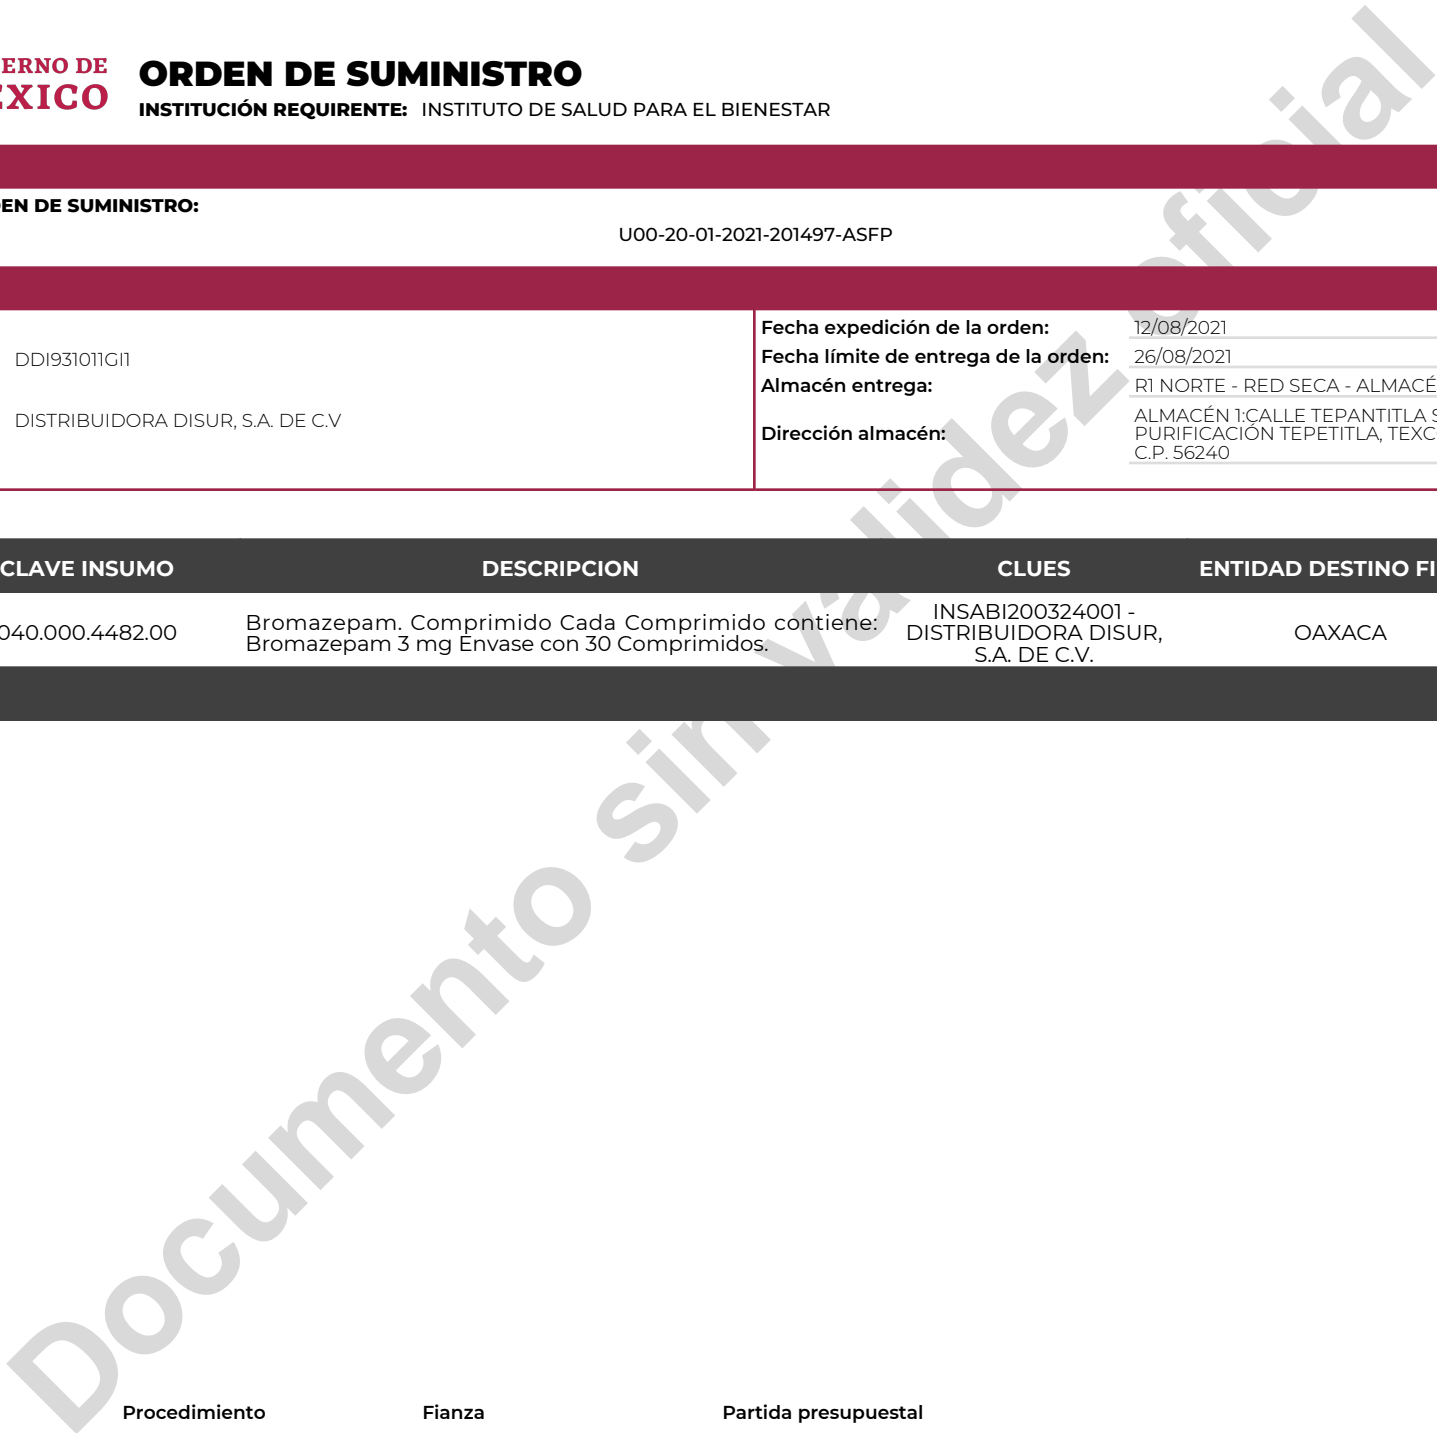 ERNO DE
EXICO
ORDEN DE SUMINISTRO
INSTITUCIÓN REQUIRENTE: INSTITUTO DE SALUD PARA EL BIENESTAR
EN DE SUMINISTRO:
U00-20-01-2021-201497-ASFP
DDI931011GI1
DISTRIBUIDORA DISUR, S.A. DE C.V
Fecha expedición de la orden: 12/08/2021
Fecha límite de entrega de la orden: 26/08/2021
Almacén entrega: R1 NORTE - RED SECA - ALMACÉ
Dirección almacén:
ALMACÉN 1:CALLE TEPANTITLA S
PURIFICACIÓN TEPETITLA, TEXC
C.P. 56240
CLAVE INSUMO DESCRIPCION CLUES ENTIDAD DESTINO FI
040.000.4482.00
Bromazepam. Comprimido Cada Comprimido contiene:
Bromazepam 3 mg Envase con 30 Comprimidos.
INSABI200324001 -
DISTRIBUIDORA DISUR,
S.A. DE C.V.
OAXACA
Documento sin validez oficial
Procedimiento Fianza Partida presupuestal